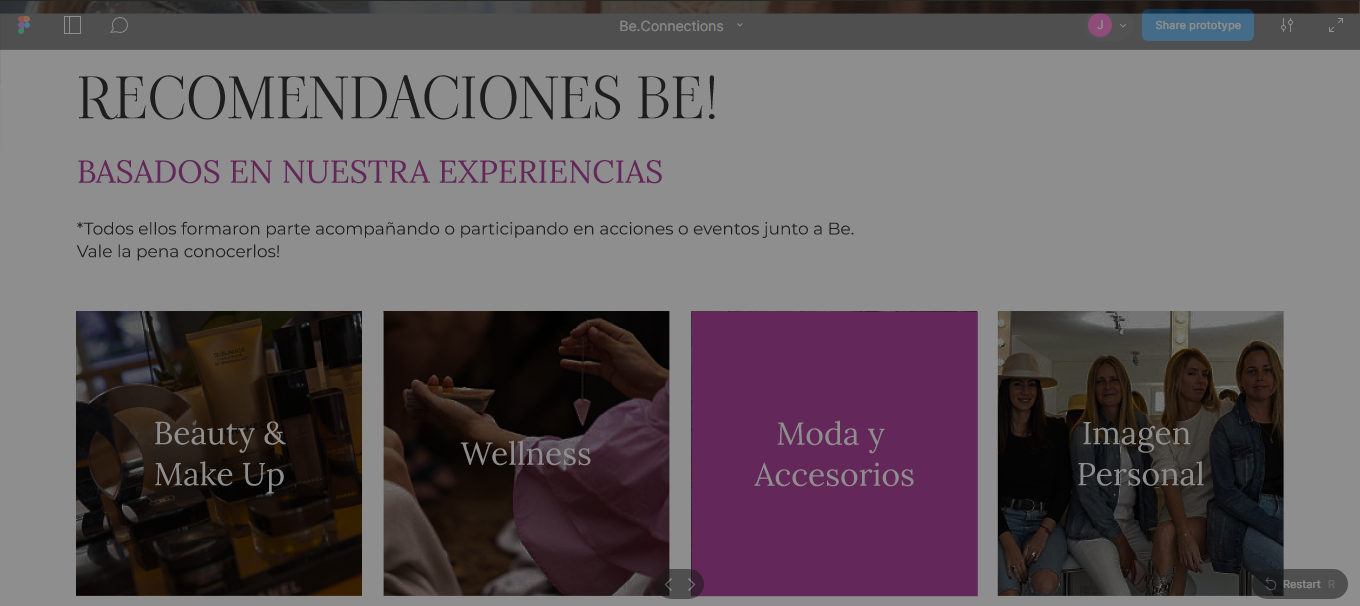 Be.Connections
J
Share prototype
RECOMENDACIONES BE!
BASADOS EN NUESTRA EXPERIENCIAS
*Todos ellos formaron parte acompañando o participando en acciones o eventos junto a Be.
Vale la pena conocerlos!
Beauty &
Make Up
Wellness
Moda y
Accesorios
Imagen
Personal
Restart R